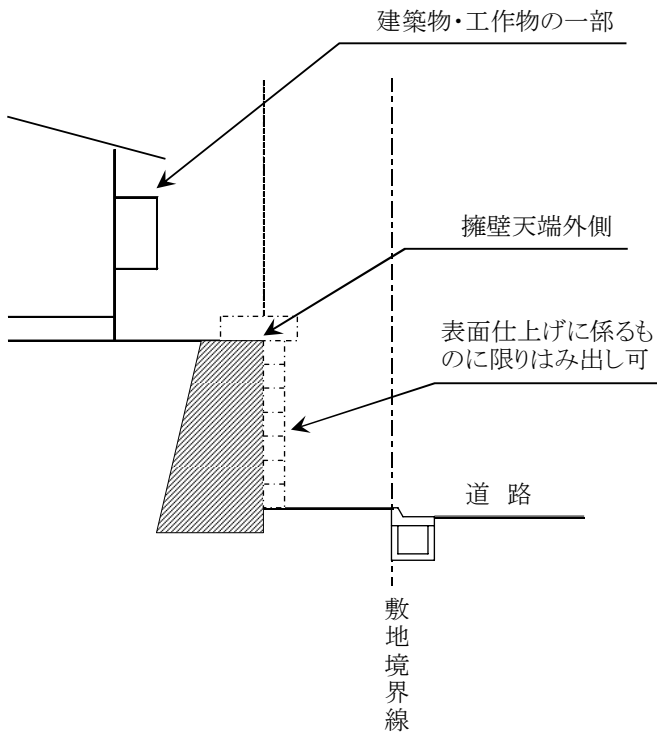 建築物・工作物の一部
擁壁天端外側
表面仕上げに係るも
のに限りはみ出し可
道 路
敷地境界線